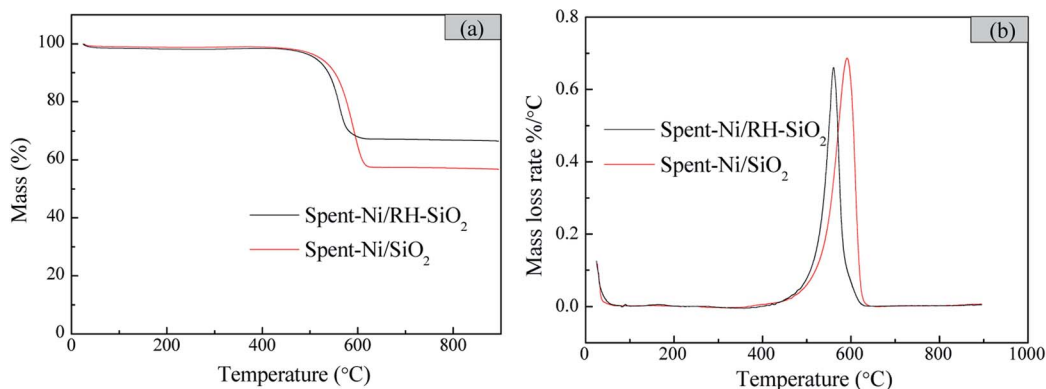 (a)
100
80
60
40
20
0
Mass (%)
Spent-Ni/RH-SiO₂
Spent-Ni/SiO₂
0 200 400 600 800
Temperature (°C)
(b)
0.8
0.6
0.4
0.2
0.0
Mass loss rate %/°C
Spent-Ni/RH-SiO₂
Spent-Ni/SiO₂
0 200 400 600 800 1000
Temperature (°C)